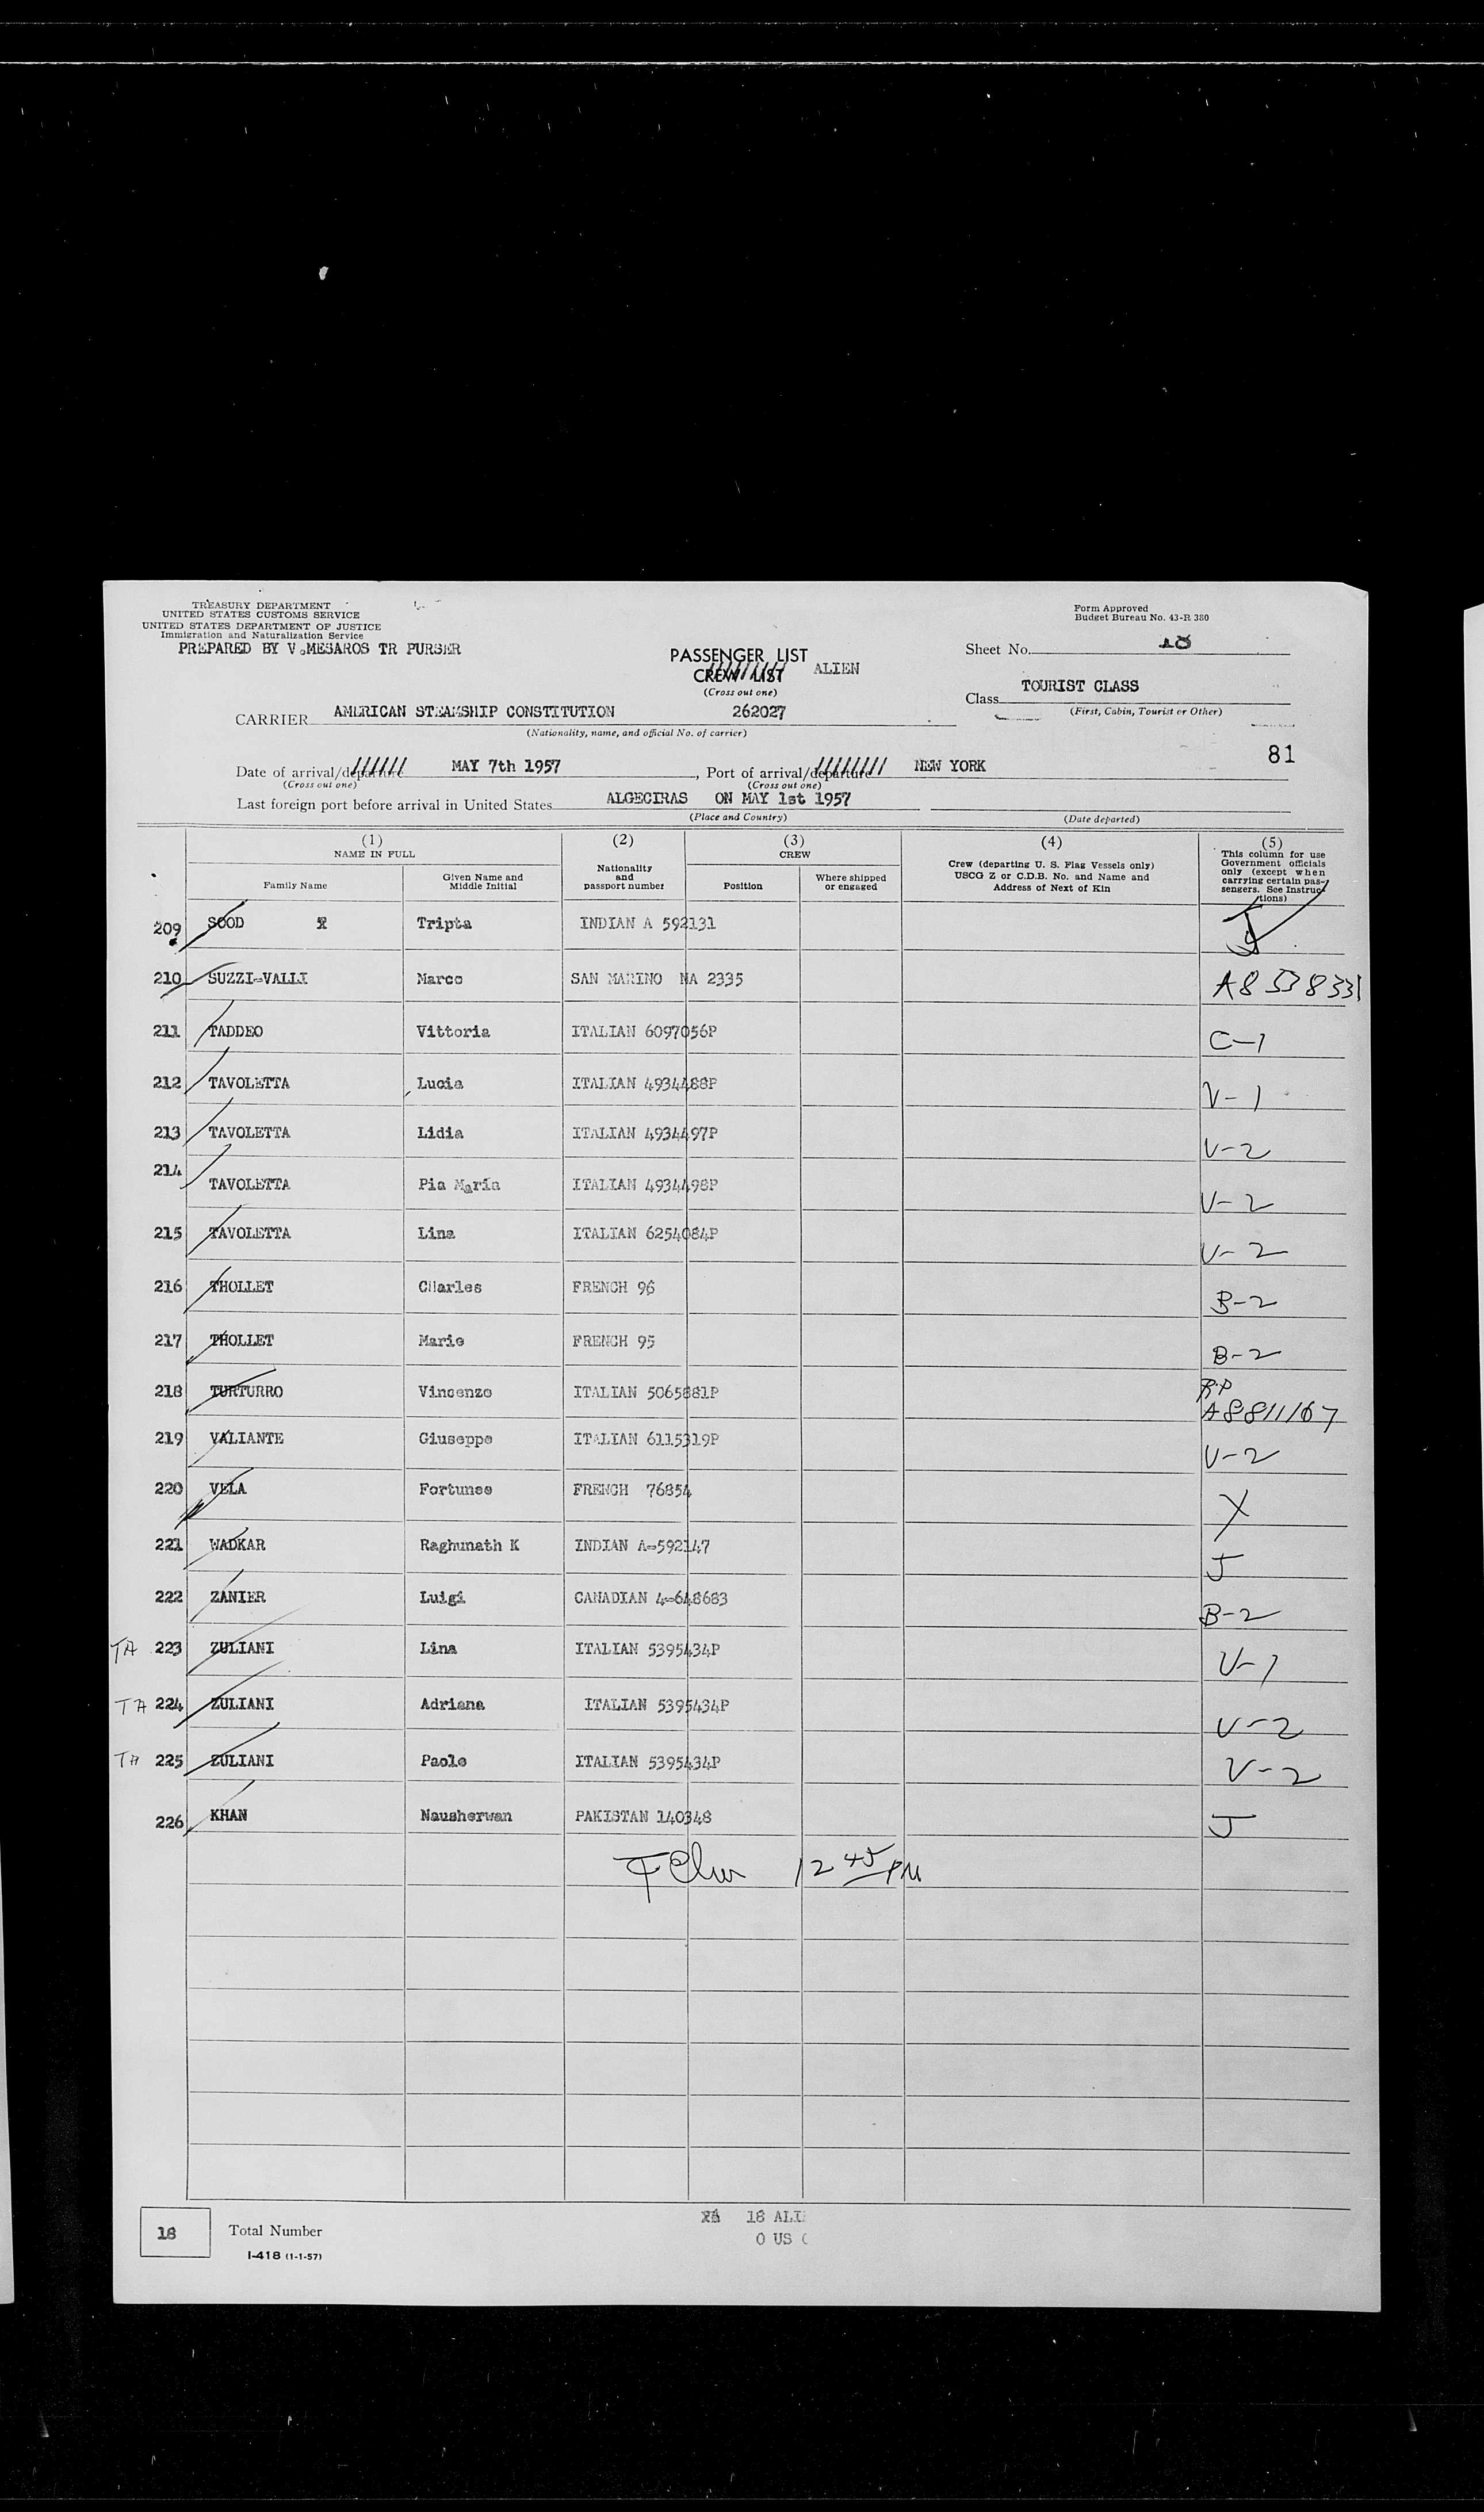 TREASURY DEPARTMENT
UNITED STATES CUSTOMS SERVICE
UNITED STATES DEPARTMENT OF JUSTICE
Immigration and Naturalization Service
PREPARED BY V.MESAROS TR PURSER
Form Approved
Budget Bureau No. 43-R 380
PASSENGER LIST
CREW LIST ALIEN
(Cross out one)
Sheet No.
Class TOURIST CLASS
(First, Cabin, Tourist or Other)
CARRIER AMERICAN STEAMSHIP CONSTITUTION 262027
(Nationality, name, and official No. of carrier)
81
Date of arrival/departure MAY 7th 1957, Port of arrival/departure NEW YORK
(Cross out one) (Cross out one)
Last foreign port before arrival in United States ALGECIRAS ON MAY 1st 1957
(Place and Country) (Date departed)
(1) NAME IN FULL
Family Name
Given Name and Middle Initial
(2) Nationality and passport number
(3) CREW
Position
Where shipped or engaged
(4) Crew (departing U. S. Flag Vessels only) USCG Z or C.D.B. No. and Name and Address of Next of Kin
(5) This column for use Government officials only (except when carrying certain passengers. See Instructions)
209 SOOD Tripta INDIAN A 592131 J
210 SUZZI-VALLI Marco SAN MARINO NA 2335 A8538331
211 TADDEO Vittoria ITALIAN 6097056P C-1
212 TAVOLETTA Lucia ITALIAN 4934488P V-1
213 TAVOLETTA Lidia ITALIAN 4934497P V-2
214 TAVOLETTA Pia Maria ITALIAN 4934498P V-2
215 TAVOLETTA Lina ITALIAN 6254084P V-2
216 THOLLET Charles FRENCH 96 B-2
217 THOLLET Marie FRENCH 95 B-2
218 TURTURRO Vincenzo ITALIAN 5065881P RP A8811167
219 VALIANTE Giuseppe ITALIAN 6115319P V-2
220 VELA Fortunee FRENCH 76854 X
221 WADKAR Raghunath K INDIAN A-592147 J
222 ZANIER Luigi CANADIAN 4-648683 B-2
TA 223 ZULIANI Lina ITALIAN 5395434P V-1
TA 224 ZULIANI Adriana ITALIAN 5395434P V-2
TA 225 ZULIANI Paolo ITALIAN 5395434P V-2
226 KHAN Nausherwan PAKISTAN 140348 J
12 45 PM
18 ALI
0 US
18 Total Number
I-418 (1-1-57)